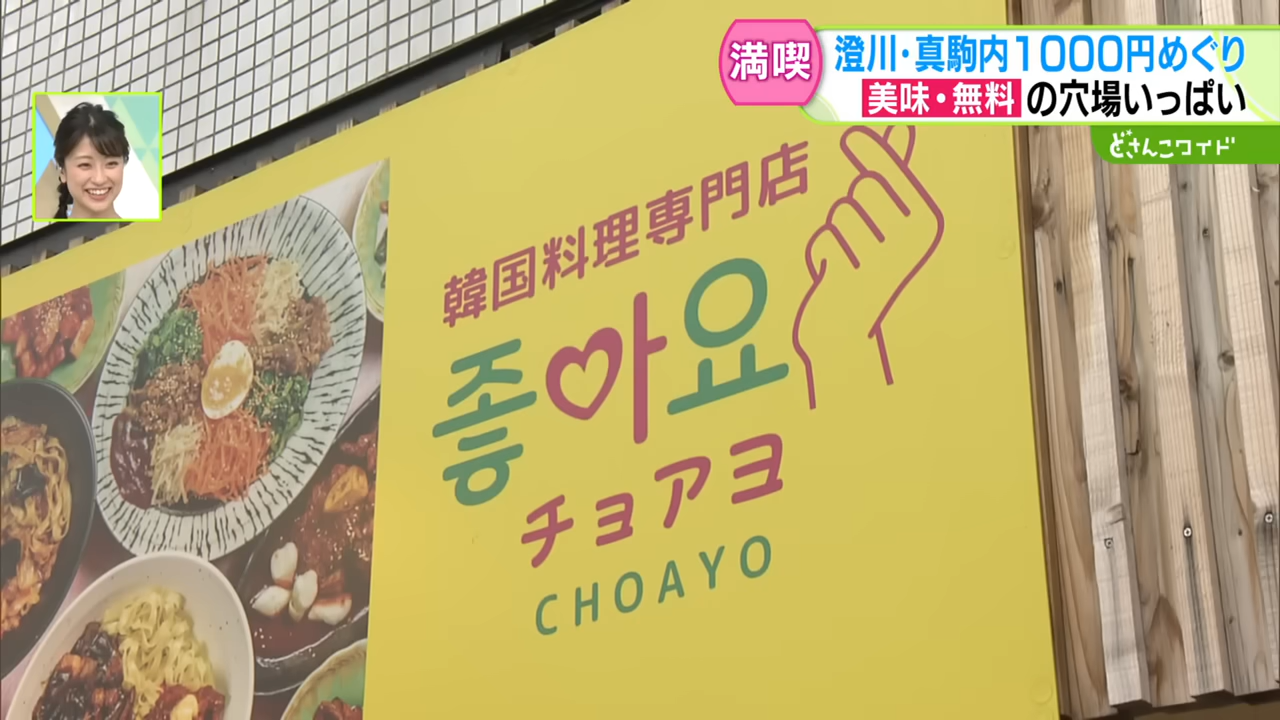 満喫
澄川・真駒内1000円めぐり
美味・無料の穴場いっぱい
どさんこワイド
韓国料理専門店
좋아요
チョアヨ
CHOAYO